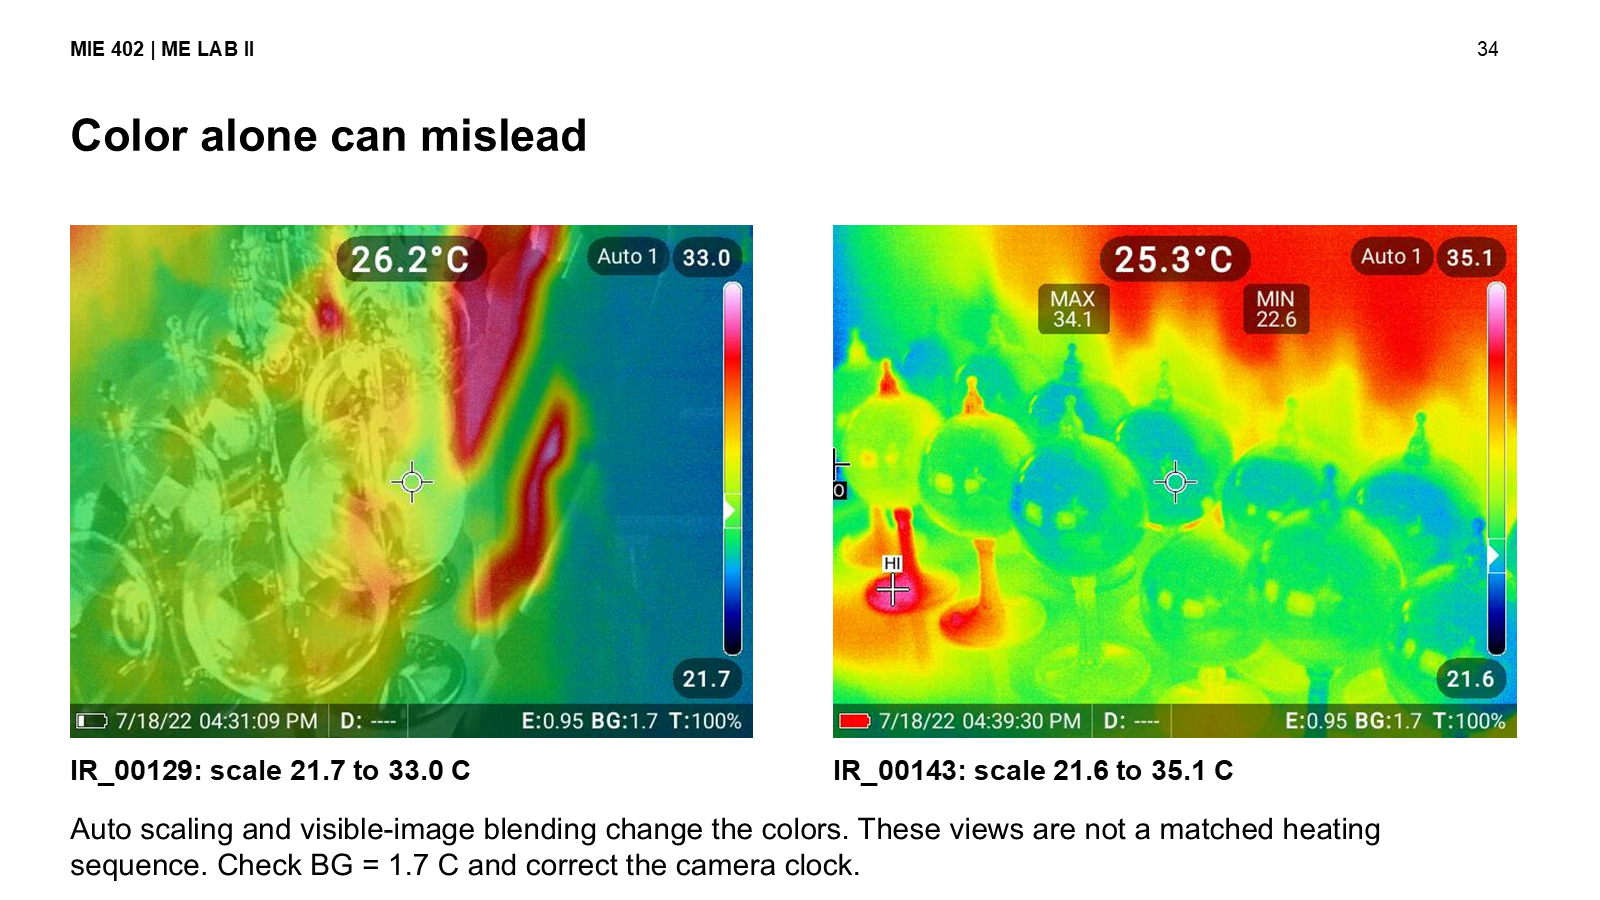 MIE 402 | ME LAB II
34
Color alone can mislead
26.2°C
Auto 1
33.0
21.7
7/18/22 04:31:09 PM
D: ----
E:0.95 BG:1.7 T:100%
25.3°C
Auto 1
35.1
MAX
34.1
MIN
22.6
HI
21.6
7/18/22 04:39:30 PM
D: ----
E:0.95 BG:1.7 T:100%
IR_00129: scale 21.7 to 33.0 C
IR_00143: scale 21.6 to 35.1 C
Auto scaling and visible-image blending change the colors. These views are not a matched heating
sequence. Check BG = 1.7 C and correct the camera clock.